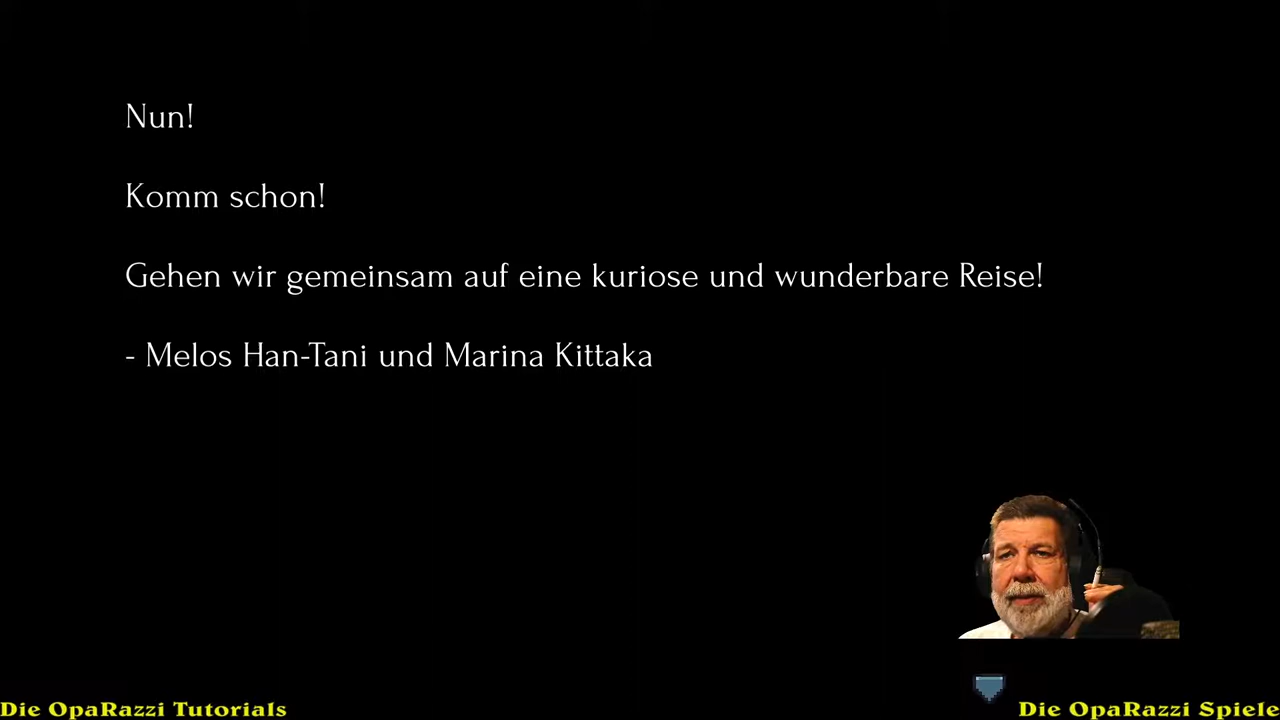 Nun!
Komm schon!
Gehen wir gemeinsam auf eine kuriose und wunderbare Reise!
- Melos Han-Tani und Marina Kittaka
Die OpaRazzi Tutorials
Die OpaRazzi Spiele